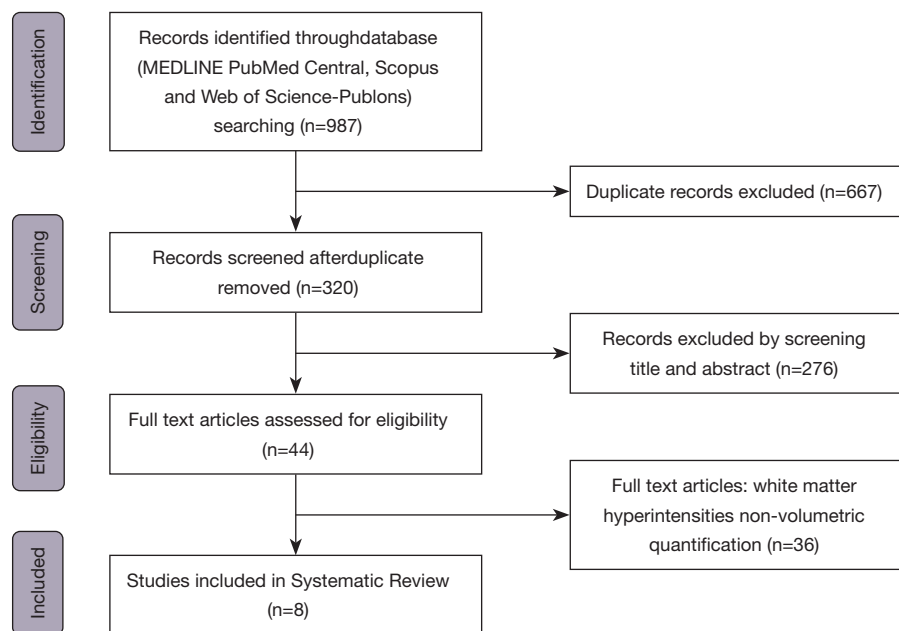 Identification
Records identified throughdatabase
(MEDLINE PubMed Central, Scopus
and Web of Science-Publons)
searching (n=987)
Duplicate records excluded (n=667)
Screening
Records screened afterduplicate
removed (n=320)
Records excluded by screening
title and abstract (n=276)
Eligibility
Full text articles assessed for eligibility
(n=44)
Full text articles: white matter
hyperintensities non-volumetric
quantification (n=36)
Included
Studies included in Systematic Review
(n=8)